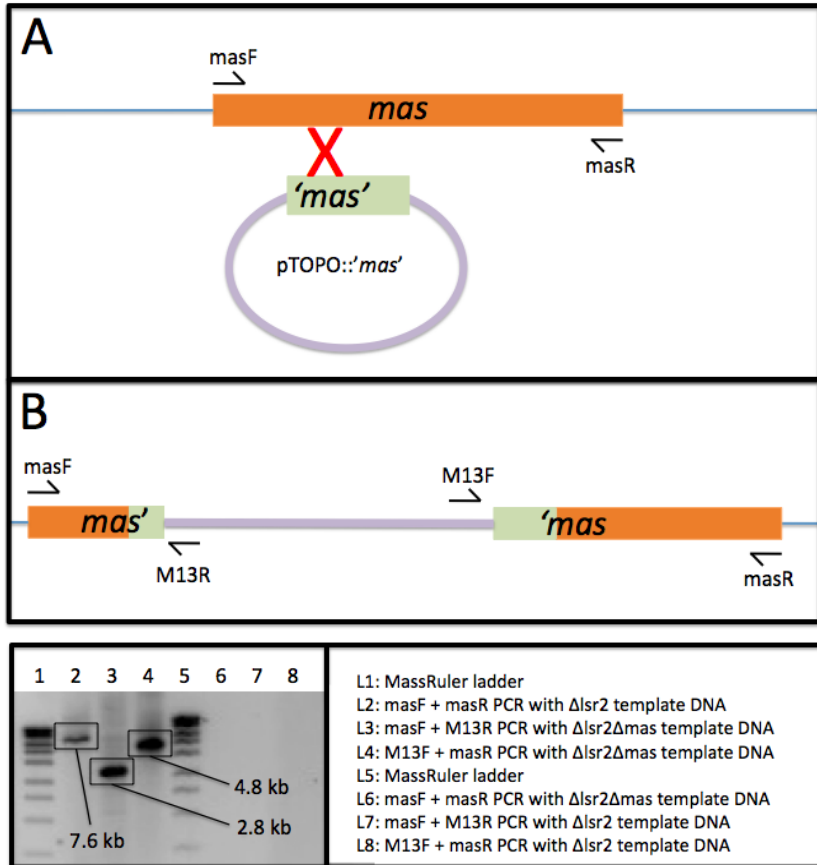 A
masF
mas
masR
‘mas’
pTOPO::’mas’
B
masF
M13F
mas’
‘mas
M13R
masR
1 2 3 4 5 6 7 8
4.8 kb
2.8 kb
7.6 kb
L1: MassRuler ladder
L2: masF + masR PCR with Δlsr2 template DNA
L3: masF + M13R PCR with Δlsr2Δmas template DNA
L4: M13F + masR PCR with Δlsr2Δmas template DNA
L5: MassRuler ladder
L6: masF + masR PCR with Δlsr2Δmas template DNA
L7: masF + M13R PCR with Δlsr2 template DNA
L8: M13F + masR PCR with Δlsr2 template DNA